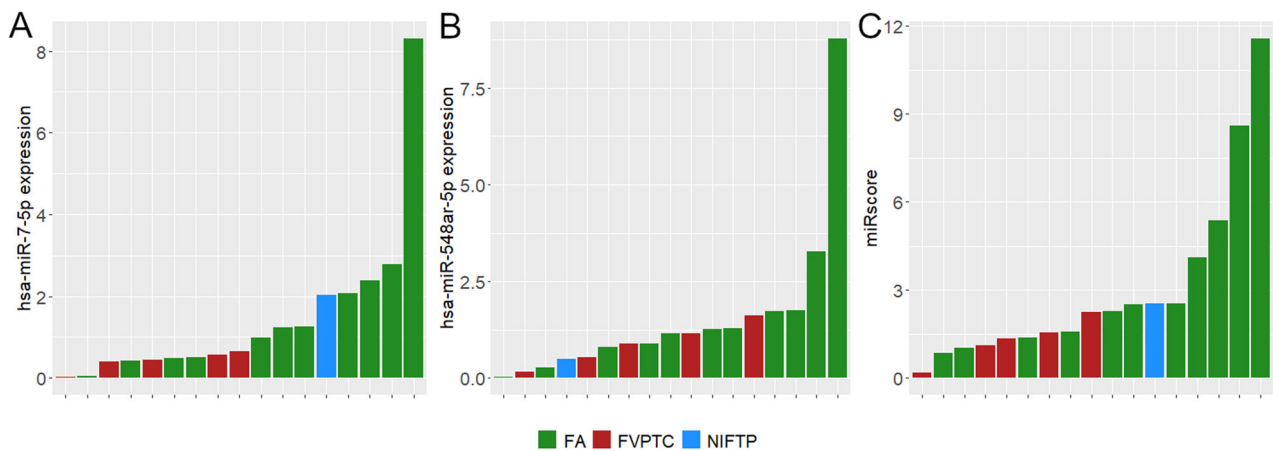 A
hsa-miR-7-5p expression
8
6
4
2
0
B
hsa-miR-548ar-5p expression
7.5
5.0
2.5
0.0
C
miRscore
12
9
6
3
0
FA FVPTC NIFTP